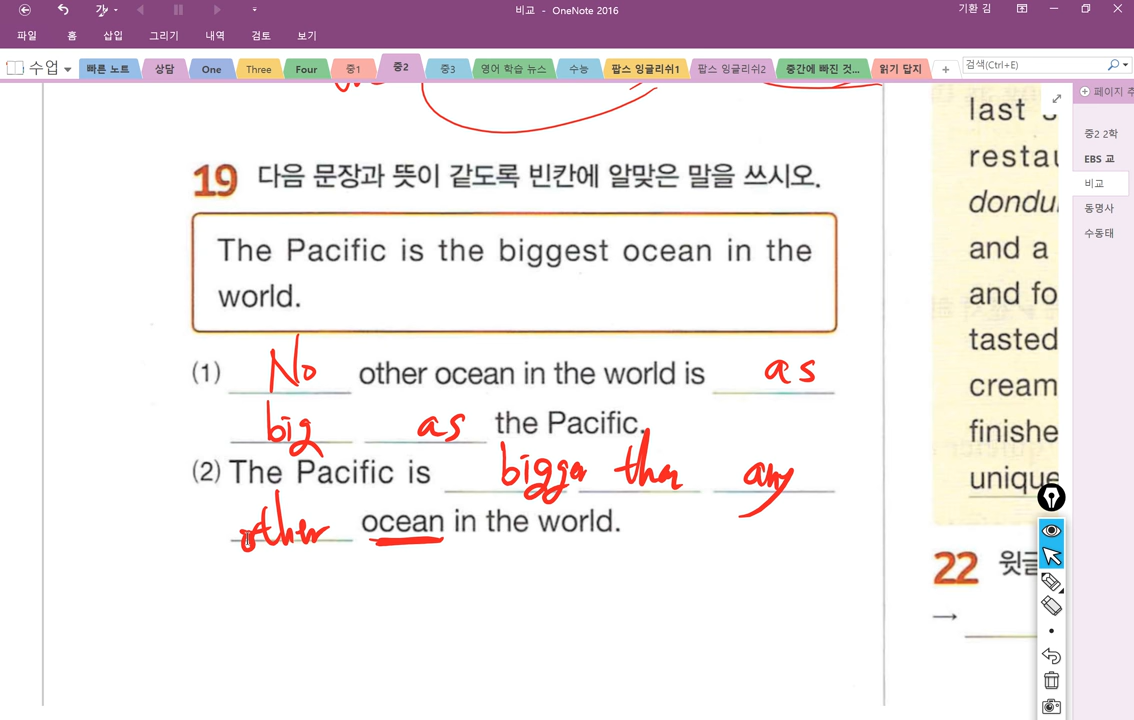 비교 - OneNote 2016
기환 김
파일 홈 삽입 그리기 내역 검토 보기
수업 빠른 노트 상담 One Three Four 중1 중2 중3 영어 학습 뉴스 수능 팝스 잉글리쉬1 팝스 잉글리쉬2 중간에 빠진 것... 읽기 답지
검색(Ctrl+E)
페이지 추
중2 2학
EBS 교
비교
동명사
수동태
19 다음 문장과 뜻이 같도록 빈칸에 알맞은 말을 쓰시오.
The Pacific is the biggest ocean in the
world.
(1) No other ocean in the world is as
big as the Pacific.
(2) The Pacific is bigger than any
other ocean in the world.
last
restau
dondu
and a
and fo
tasted
cream
finishe
unique
22 윗글
→